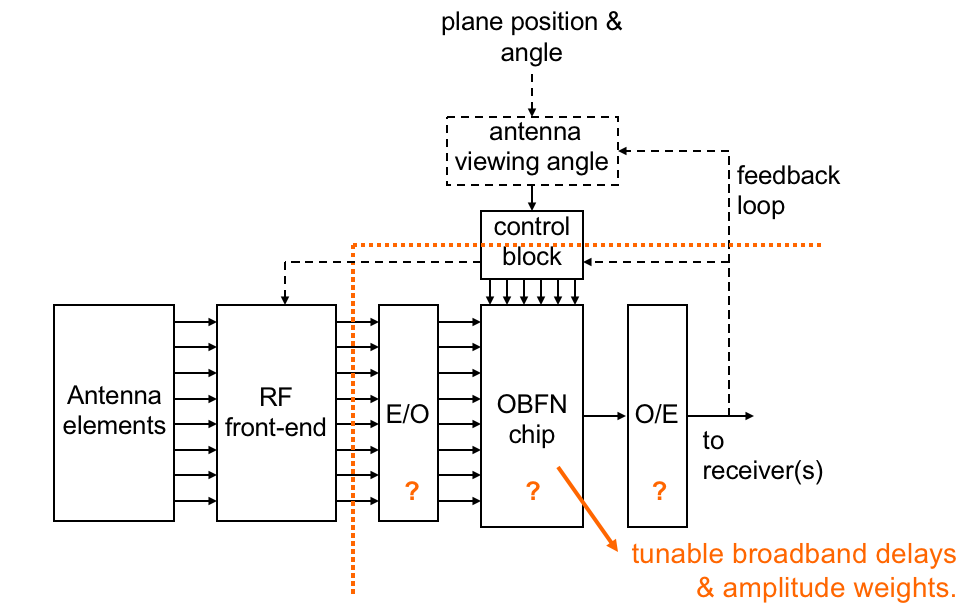 plane position &
angle
antenna
viewing angle
feedback
loop
control
block
Antenna
elements
RF
front-end
E/O
?
OBFN
chip
?
O/E
?
to
receiver(s)
tunable broadband delays
& amplitude weights.